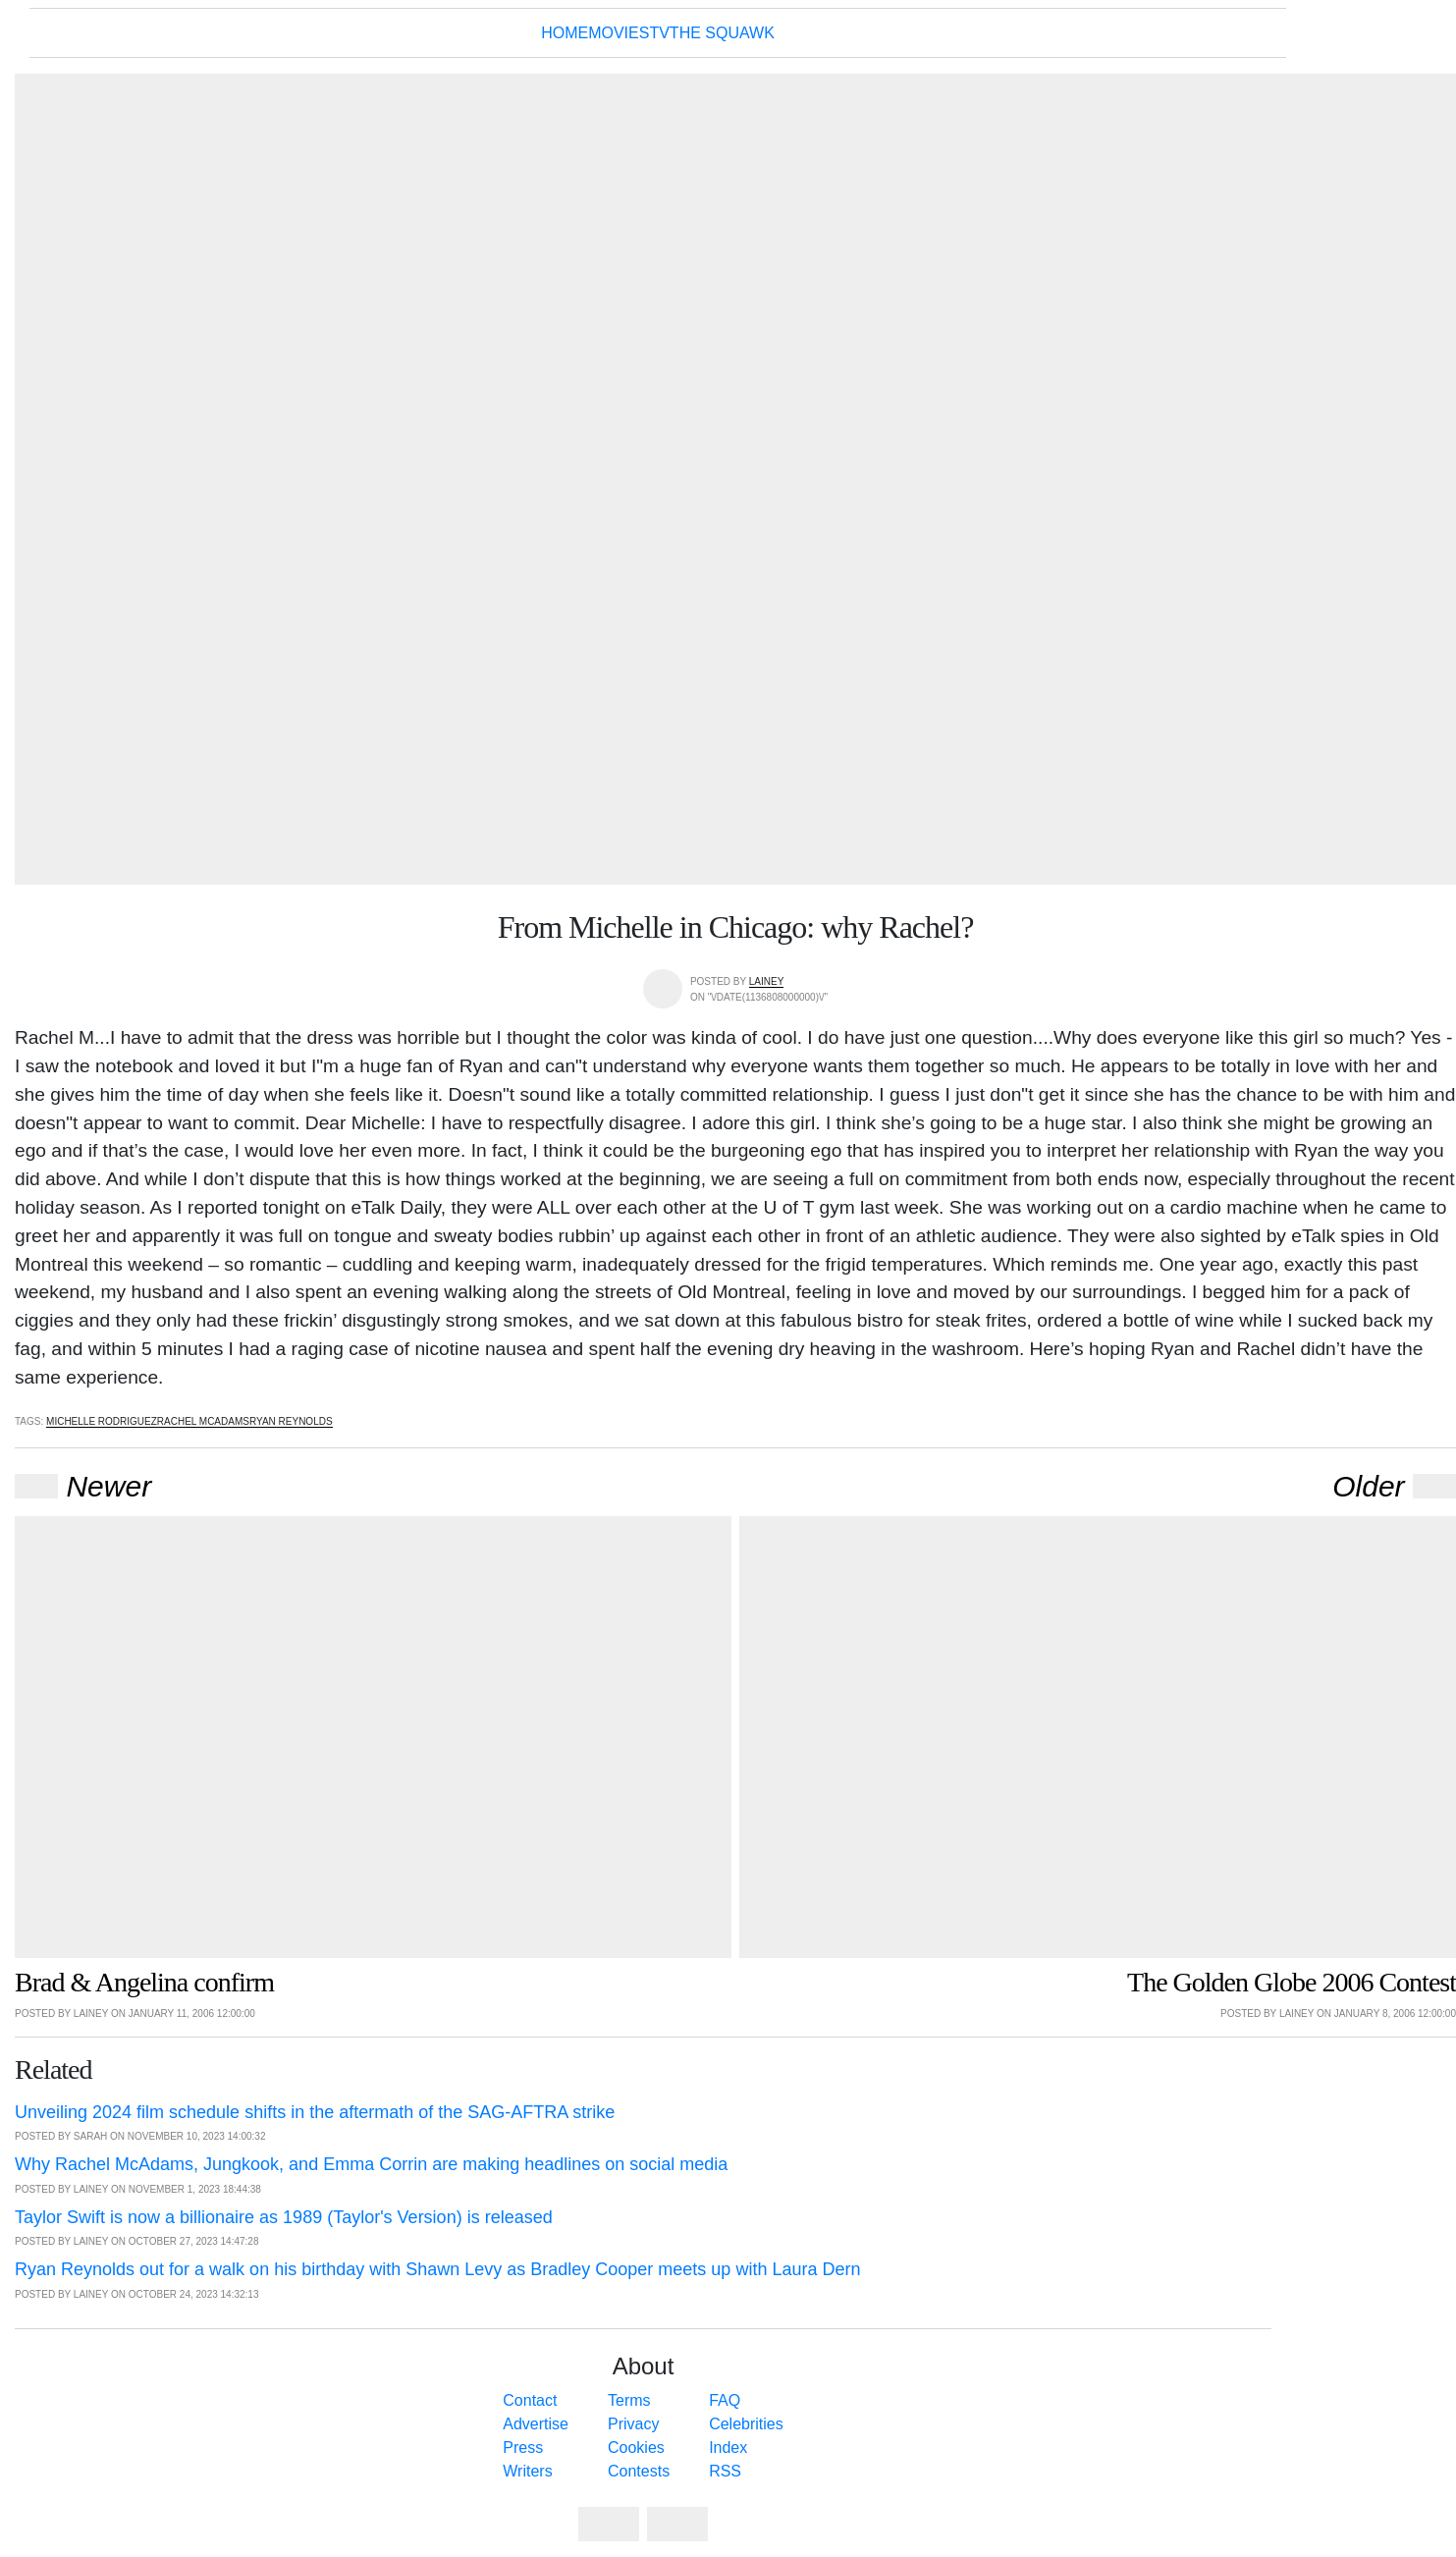 HOMEMOVIESTVTHE SQUAWK
From Michelle in Chicago: why Rachel?
POSTED BY LAINEY
ON "\/DATE(1136808000000)\/"
Rachel M...I have to admit that the dress was horrible but I thought the color was kinda of cool. I do have just one question....Why does everyone like this girl so much? Yes -
I saw the notebook and loved it but I"m a huge fan of Ryan and can"t understand why everyone wants them together so much. He appears to be totally in love with her and
she gives him the time of day when she feels like it. Doesn"t sound like a totally committed relationship. I guess I just don"t get it since she has the chance to be with him and
doesn"t appear to want to commit. Dear Michelle: I have to respectfully disagree. I adore this girl. I think she’s going to be a huge star. I also think she might be growing an
ego and if that’s the case, I would love her even more. In fact, I think it could be the burgeoning ego that has inspired you to interpret her relationship with Ryan the way you
did above. And while I don’t dispute that this is how things worked at the beginning, we are seeing a full on commitment from both ends now, especially throughout the recent
holiday season. As I reported tonight on eTalk Daily, they were ALL over each other at the U of T gym last week. She was working out on a cardio machine when he came to
greet her and apparently it was full on tongue and sweaty bodies rubbin’ up against each other in front of an athletic audience. They were also sighted by eTalk spies in Old
Montreal this weekend – so romantic – cuddling and keeping warm, inadequately dressed for the frigid temperatures. Which reminds me. One year ago, exactly this past
weekend, my husband and I also spent an evening walking along the streets of Old Montreal, feeling in love and moved by our surroundings. I begged him for a pack of
ciggies and they only had these frickin’ disgustingly strong smokes, and we sat down at this fabulous bistro for steak frites, ordered a bottle of wine while I sucked back my
fag, and within 5 minutes I had a raging case of nicotine nausea and spent half the evening dry heaving in the washroom. Here’s hoping Ryan and Rachel didn’t have the
same experience.
TAGS: MICHELLE RODRIGUEZRACHEL MCADAMSRYAN REYNOLDS
Newer
Older
Brad & Angelina confirm
POSTED BY LAINEY ON JANUARY 11, 2006 12:00:00
The Golden Globe 2006 Contest
POSTED BY LAINEY ON JANUARY 8, 2006 12:00:00
Related
Unveiling 2024 film schedule shifts in the aftermath of the SAG-AFTRA strike
POSTED BY SARAH ON NOVEMBER 10, 2023 14:00:32
Why Rachel McAdams, Jungkook, and Emma Corrin are making headlines on social media
POSTED BY LAINEY ON NOVEMBER 1, 2023 18:44:38
Taylor Swift is now a billionaire as 1989 (Taylor's Version) is released
POSTED BY LAINEY ON OCTOBER 27, 2023 14:47:28
Ryan Reynolds out for a walk on his birthday with Shawn Levy as Bradley Cooper meets up with Laura Dern
POSTED BY LAINEY ON OCTOBER 24, 2023 14:32:13
About
Contact
Advertise
Press
Writers
Terms
Privacy
Cookies
Contests
FAQ
Celebrities
Index
RSS